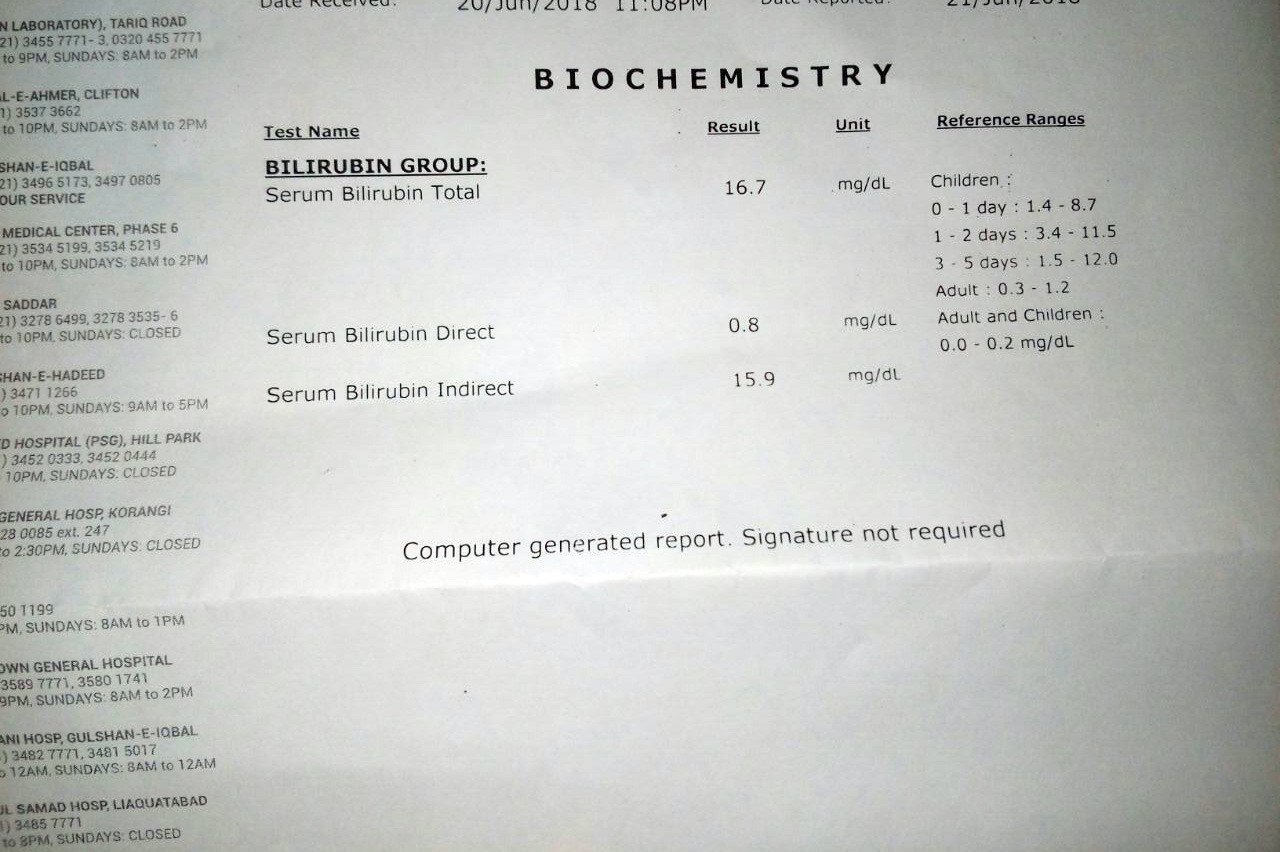 Date Received: 20/Jun/2018 11:08PM Date Reported: 21/Jun/2018
N LABORATORY), TARIQ ROAD
21) 3455 7771- 3, 0320 455 7771
to 9PM, SUNDAYS: 8AM to 2PM
AL-E-AHMER, CLIFTON
1) 3537 3662
to 10PM, SUNDAYS: 8AM to 2PM
SHAN-E-IQBAL
21) 3496 5173, 3497 0805
OUR SERVICE
MEDICAL CENTER, PHASE 6
21) 3534 5199, 3534 5219
to 10PM, SUNDAYS: 8AM to 2PM
SADDAR
21) 3278 6499, 3278 3535- 6
to 10PM, SUNDAYS: CLOSED
SHAN-E-HADEED
) 3471 1266
o 10PM, SUNDAYS: 9AM to 5PM
D HOSPITAL (PSG), HILL PARK
) 3452 0333, 3452 0444
10PM, SUNDAYS: CLOSED
GENERAL HOSP, KORANGI
28 0085 ext. 247
to 2:30PM, SUNDAYS: CLOSED
50 1199
PM, SUNDAYS: 8AM to 1PM
OWN GENERAL HOSPITAL
3589 7771, 3580 1741
9PM, SUNDAYS: 8AM to 2PM
ANI HOSP, GULSHAN-E-IQBAL
) 3482 7771, 3481 5017
o 12AM, SUNDAYS: 8AM to 12AM
UL SAMAD HOSP, LIAQUATABAD
) 3485 7771
to 8PM, SUNDAYS: CLOSED
BIOCHEMISTRY
Test Name Result Unit Reference Ranges
BILIRUBIN GROUP:
Serum Bilirubin Total 16.7 mg/dL Children :
0 - 1 day : 1.4 - 8.7
1 - 2 days : 3.4 - 11.5
3 - 5 days : 1.5 - 12.0
Adult : 0.3 - 1.2
Serum Bilirubin Direct 0.8 mg/dL Adult and Children :
0.0 - 0.2 mg/dL
Serum Bilirubin Indirect 15.9 mg/dL
Computer generated report. Signature not required